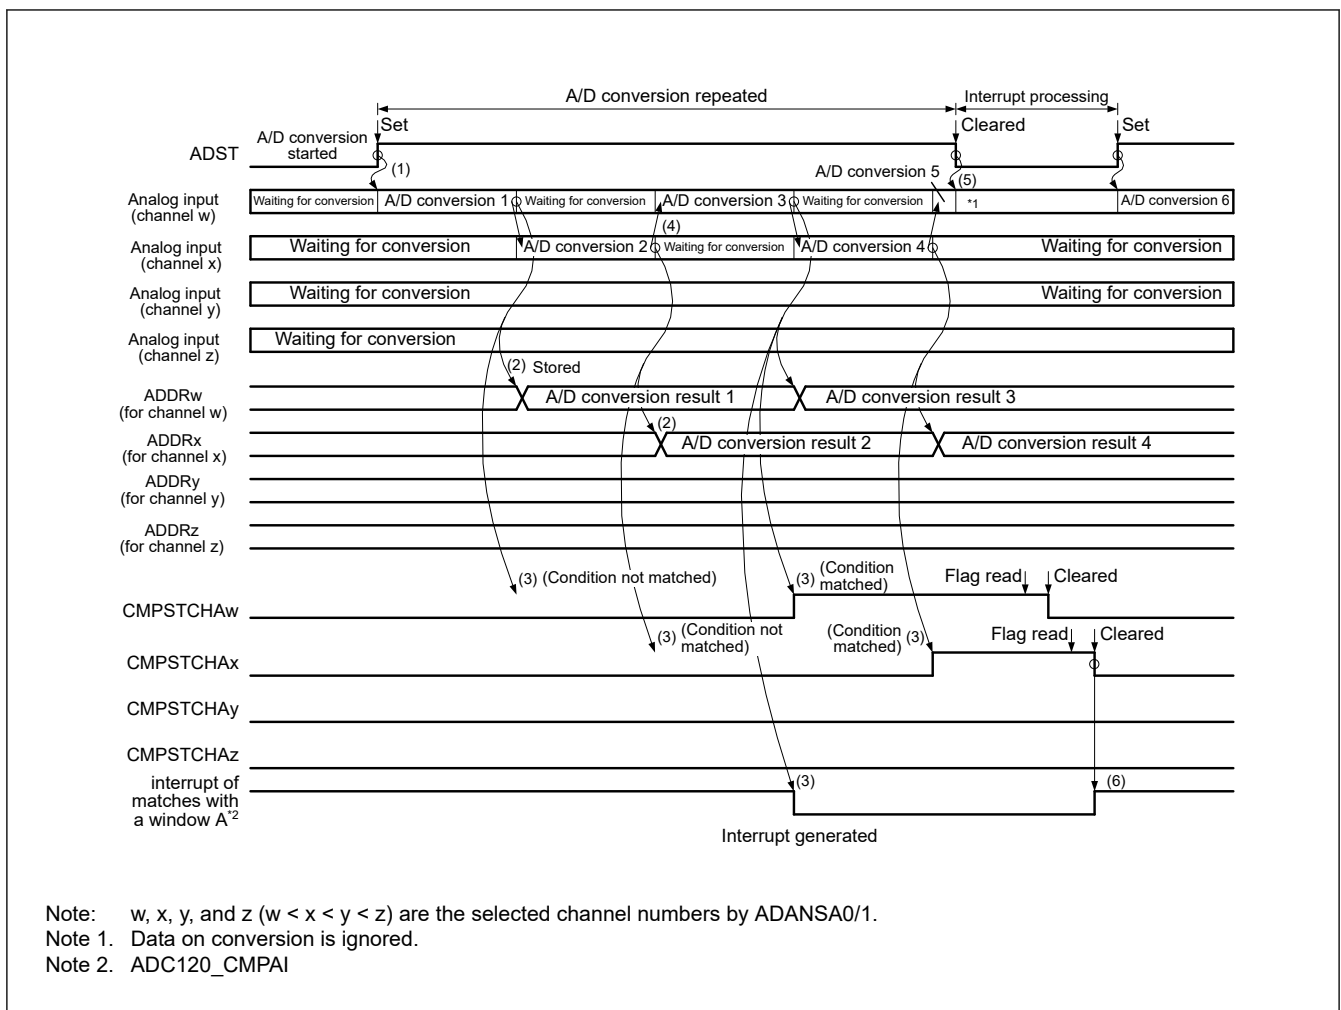 A/D conversion repeated
Interrupt processing
Set
Cleared
Set
A/D conversion
started
ADST
(1)
A/D conversion 5
(5)
Analog input
(channel w)
Waiting for conversion
A/D conversion 1
Waiting for conversion
A/D conversion 3
Waiting for conversion
*1
A/D conversion 6
(4)
Analog input
(channel x)
Waiting for conversion
A/D conversion 2
Waiting for conversion
A/D conversion 4
Waiting for conversion
Analog input
(channel y)
Waiting for conversion
Waiting for conversion
Analog input
(channel z)
Waiting for conversion
(2) Stored
ADDRw
(for channel w)
A/D conversion result 1
A/D conversion result 3
(2)
ADDRx
(for channel x)
A/D conversion result 2
A/D conversion result 4
ADDRy
(for channel y)
ADDRz
(for channel z)
(3) (Condition not matched)
(3) (Condition
matched)
Flag read
Cleared
CMPSTCHAw
(3) (Condition not
matched)
(Condition
matched) (3)
Flag read
Cleared
CMPSTCHAx
CMPSTCHAy
CMPSTCHAz
interrupt of
matches with
a window A*2
(3)
(6)
Interrupt generated
Note: w, x, y, and z (w < x < y < z) are the selected channel numbers by ADANSA0/1.
Note 1. Data on conversion is ignored.
Note 2. ADC120_CMPAI